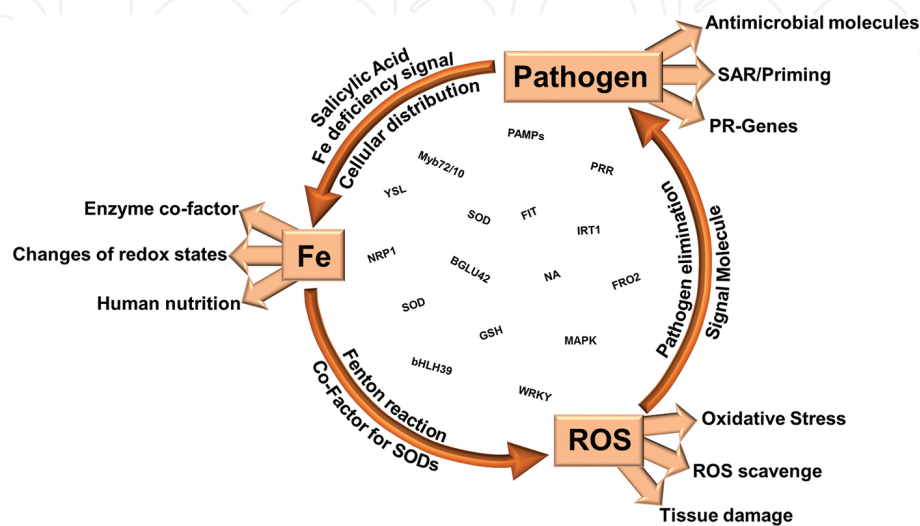 Antimicrobial molecules
Pathogen
SAR/Priming
PR-Genes
Salicylic Acid
Fe deficiency signal
Cellular distribution
PAMPs
Myb72/10
PRR
YSL
SOD
FIT
IRT1
Enzyme co-factor
Changes of redox states
Human nutrition
Fe
NRP1
BGLU42
NA
FRO2
SOD
GSH
MAPK
bHLH39
WRKY
Pathogen elimination
Signal Molecule
Fenton reaction
Co-Factor for SODs
ROS
Oxidative Stress
ROS scavenge
Tissue damage